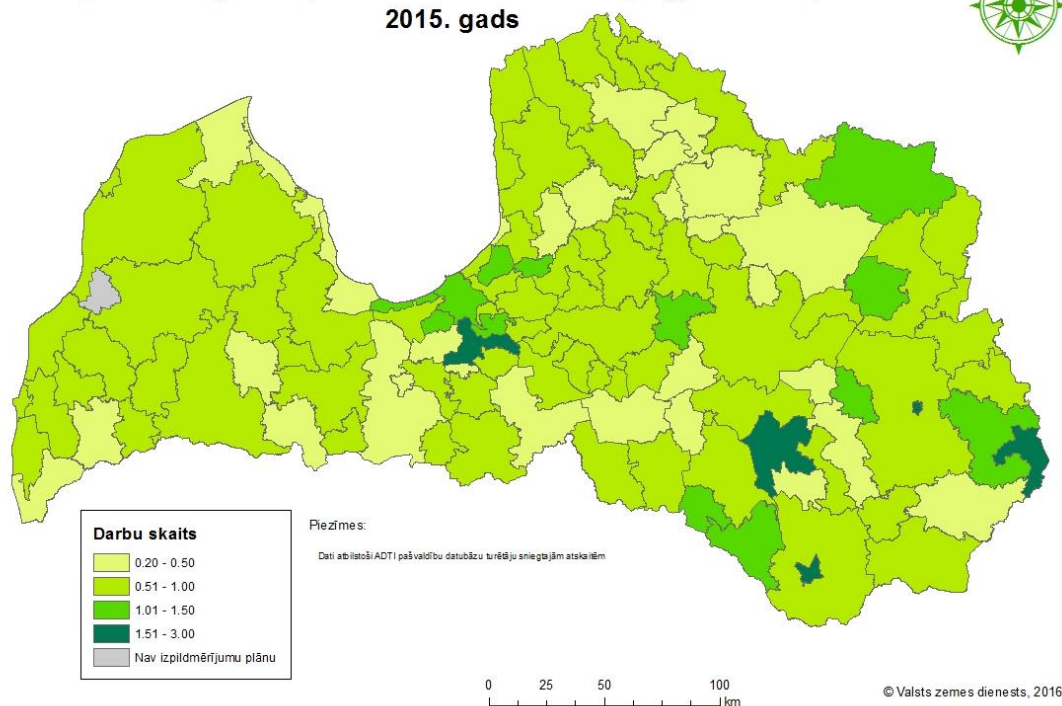 2015. gads
Darbu skaits
0.20 - 0.50
0.51 - 1.00
1.01 - 1.50
1.51 - 3.00
Nav izpildmērījumu plānu
Piezīmes:
Dati atbilstoši ADTI pašvaldību datubāzu turētāju sniegtajām atskaitēm
0 25 50 100
km
© Valsts zemes dienests, 2016